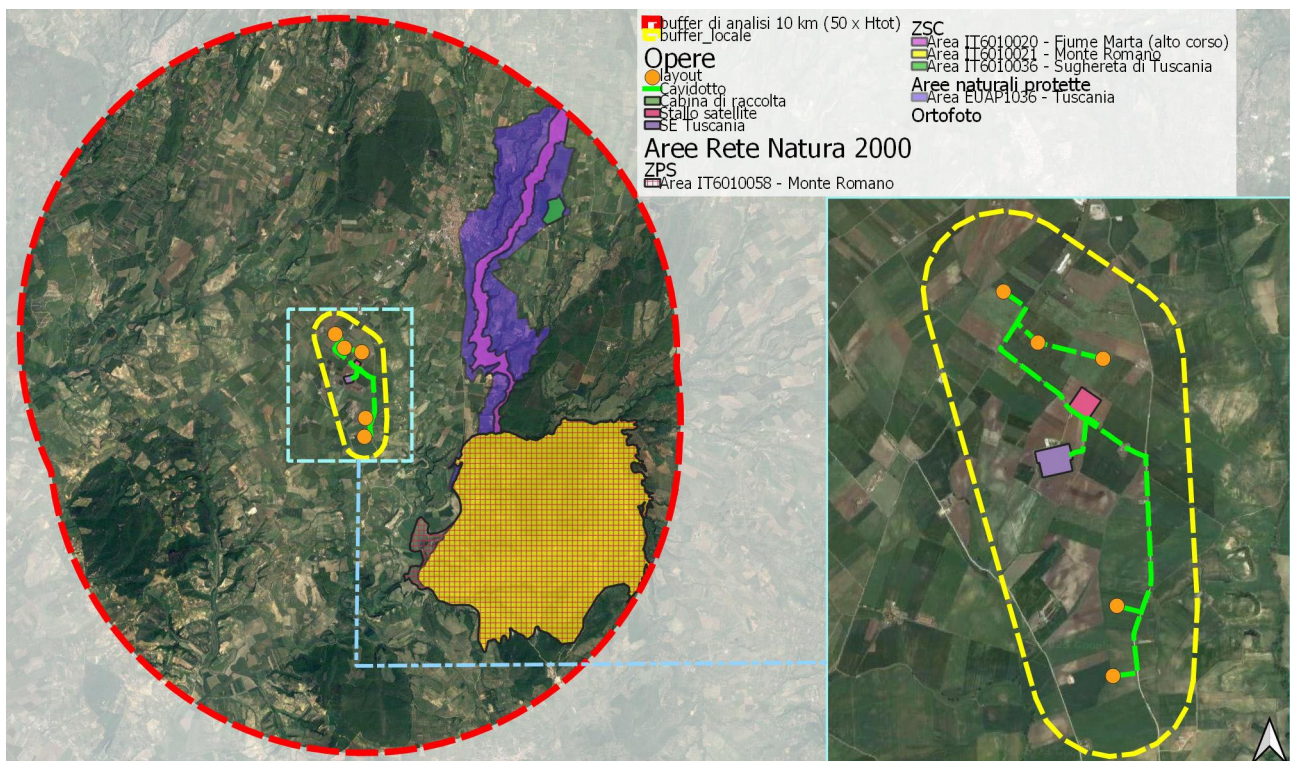 buffer di analisi 10 km (50 x Htot)
buffer_locale
Opere
layout
Cavidotto
Cabina di raccolta
Stallo satellite
SE Tuscania
Aree Rete Natura 2000
ZPS
Area IT6010058 - Monte Romano
ZSC
Area IT6010020 - Fiume Marta (alto corso)
Area IT6010021 - Monte Romano
Area IT6010036 - Sughereta di Tuscania
Aree naturali protette
Area EUAP1036 - Tuscania
Ortofoto